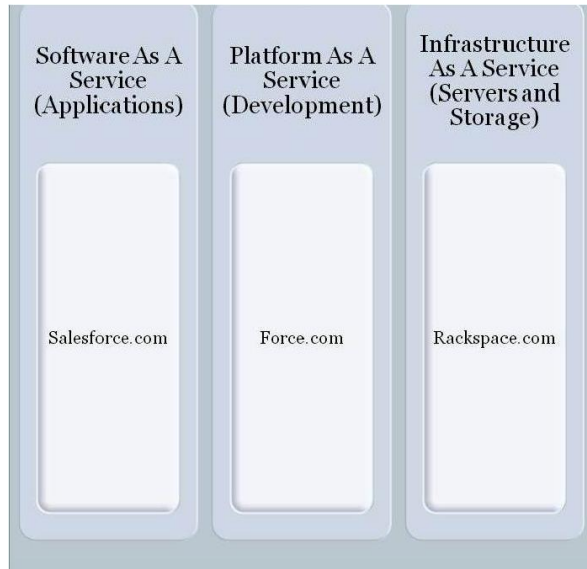 Software As A
Service
(Applications)
Platform As A
Service
(Development)
Infrastructure
As A Service
(Servers and
Storage)
Salesforce.com
Force.com
Rackspace.com